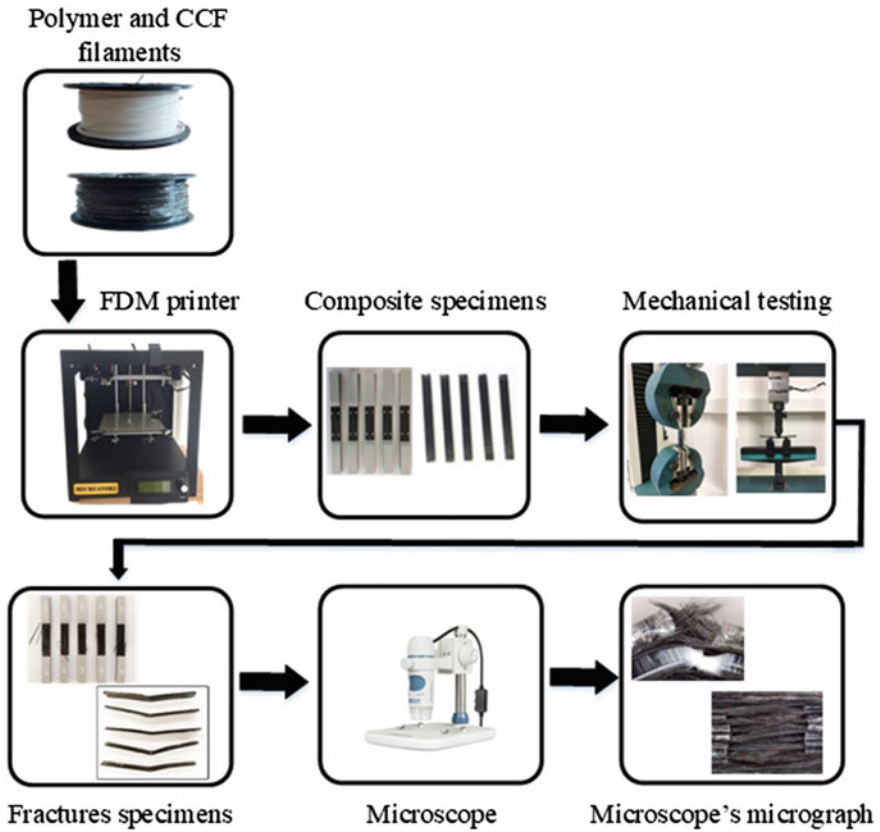 Polymer and CCF
filaments
FDM printer
Composite specimens
Mechanical testing
Fractures specimens
Microscope
Microscope's micrograph